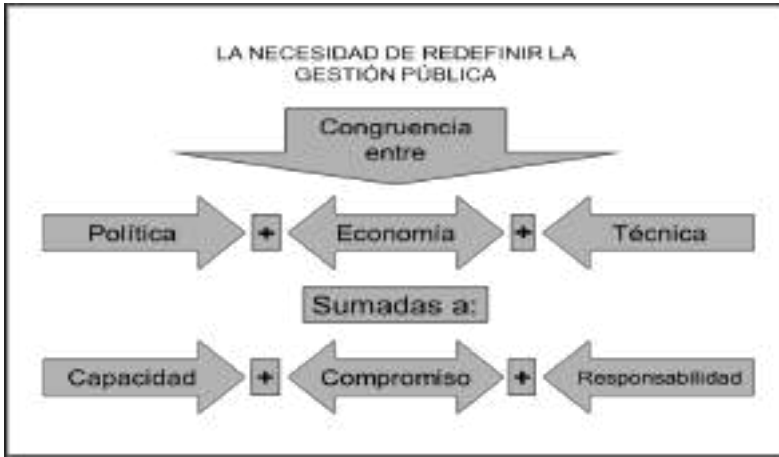 LA NECESIDAD DE REDEFINIR LA
GESTIÓN PÚBLICA
Congruencia
entre
Política + Economía + Técnica
Sumadas a:
Capacidad + Compromiso + Responsabilidad